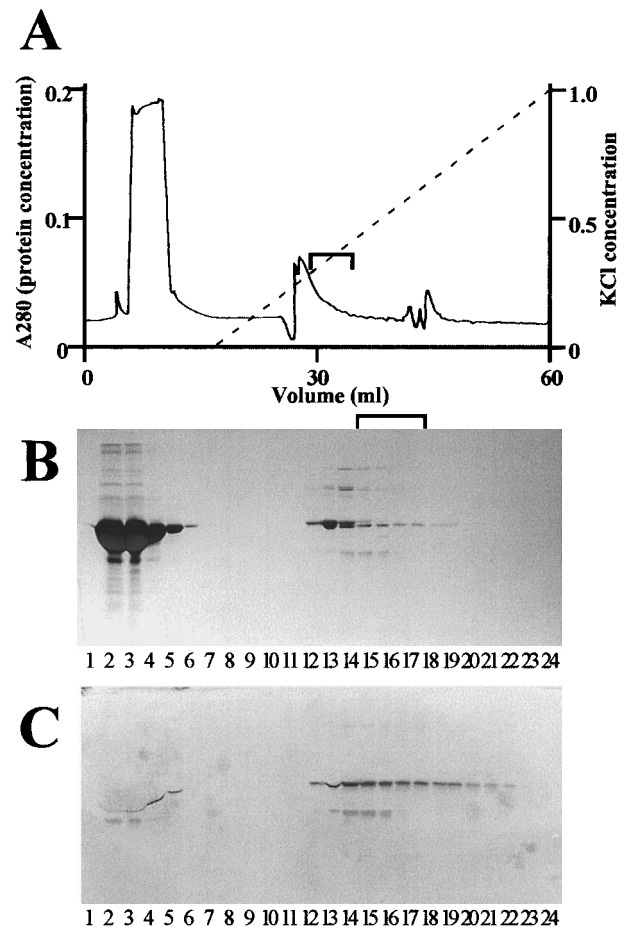 A
A280 (protein concentration)
0.2
0.1
0
1.0
0.5
0
KCl concentration
0
30
60
Volume (ml)
B
1 2 3 4 5 6 7 8 9 10 11 12 13 14 15 16 17 18 19 20 21 22 23 24
C
1 2 3 4 5 6 7 8 9 10 11 12 13 14 15 16 17 18 19 20 21 22 23 24